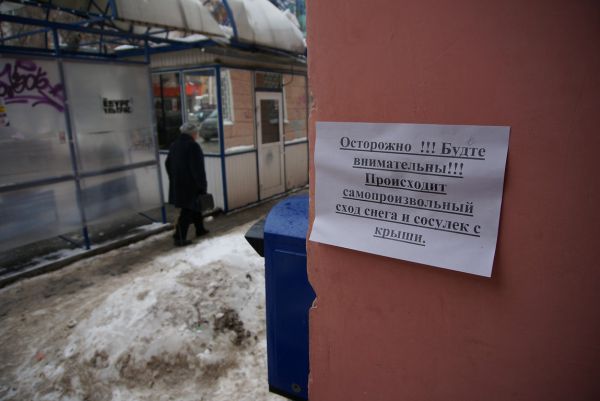 Осторожно !!! Будте
внимательны!!!
Происходит
самопроизвольный
сход снега и сосулек с
крыши.